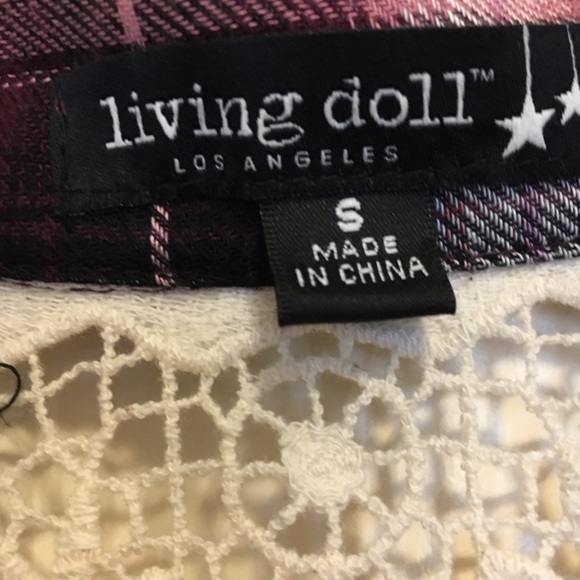 living doll™
LOS ANGELES
S
MADE
IN CHINA